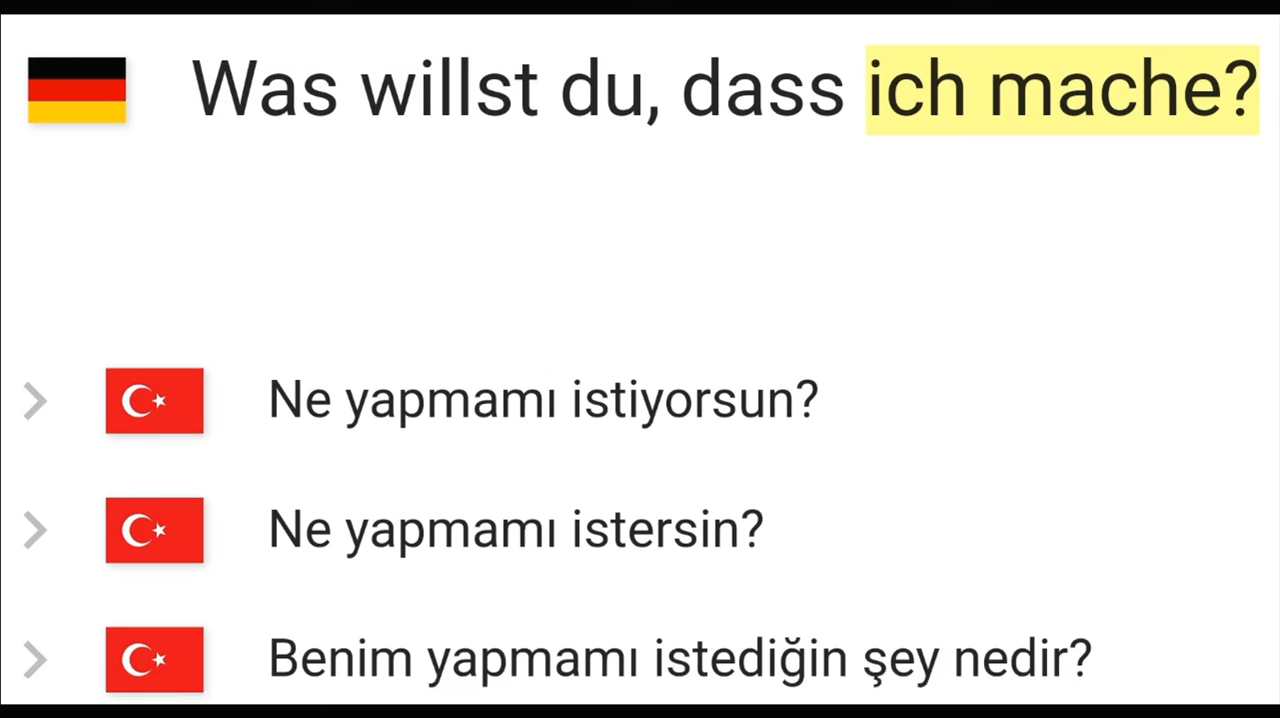 Was willst du, dass ich mache?
Ne yapmamı istiyorsun?
Ne yapmamı istersin?
Benim yapmamı istediğin şey nedir?